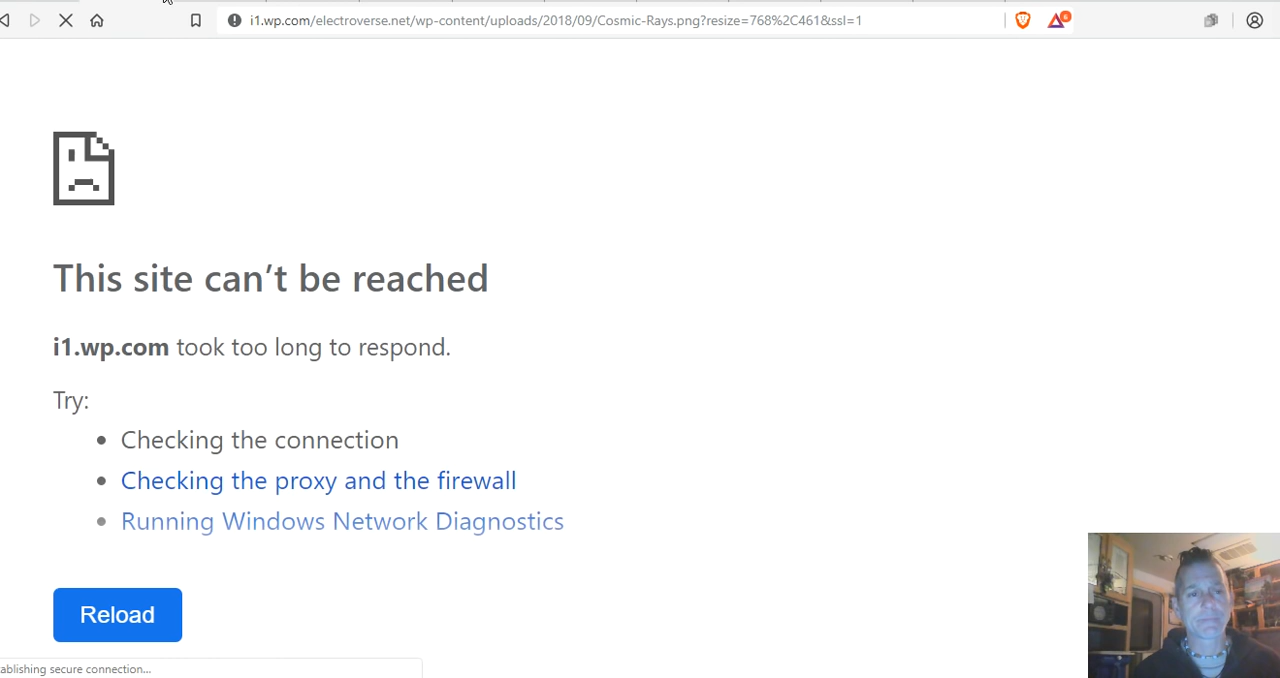 i1.wp.com/electroverse.net/wp-content/uploads/2018/09/Cosmic-Rays.png?resize=768%2C461&ssl=1
6
This site can’t be reached
i1.wp.com took too long to respond.
Try:
Checking the connection
Checking the proxy and the firewall
Running Windows Network Diagnostics
Reload
ablishing secure connection...